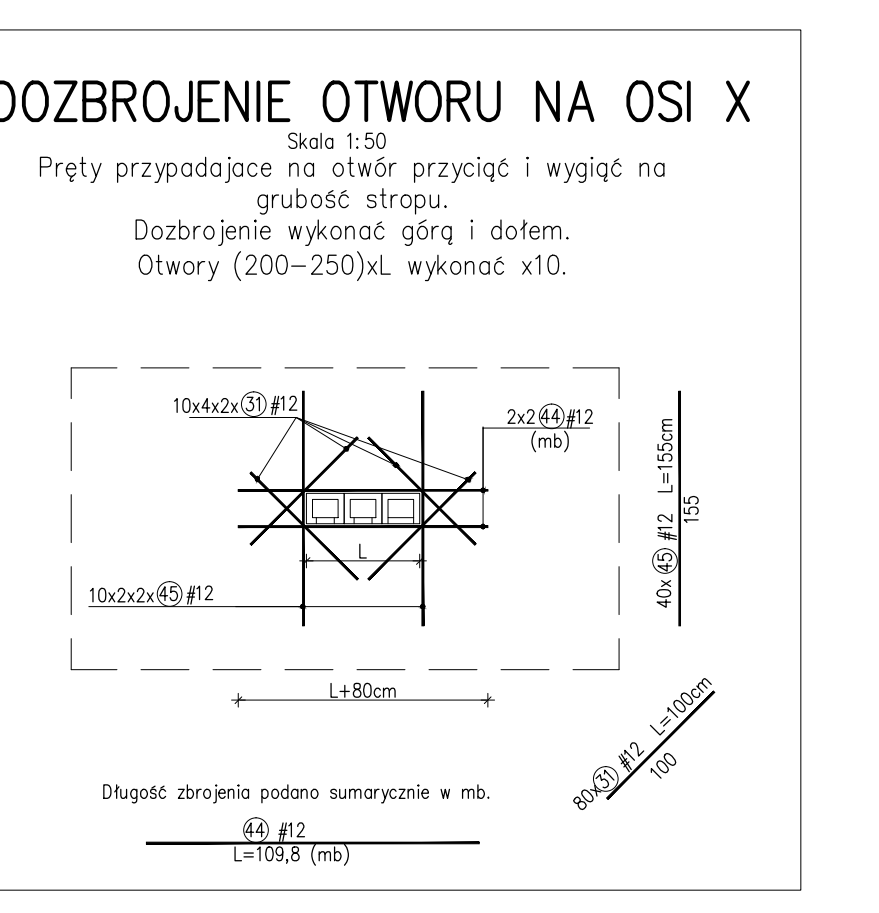 DOZBROJENIE OTWORU NA OSI X
Skala 1:50
Pręty przypadajace na otwór przyciąć i wygiąć na
grubość stropu.
Dozbrojenie wykonać górą i dołem.
Otwory (200-250)xL wykonać x10.
10x4x2x 31 #12
2x2 44 #12
(mb)
L
10x2x2x 45 #12
40x 45 #12 L=155cm
155
L+80cm
80x 31 #12 L=100cm
100
Długość zbrojenia podano sumarycznie w mb.
44 #12
L=109,8 (mb)